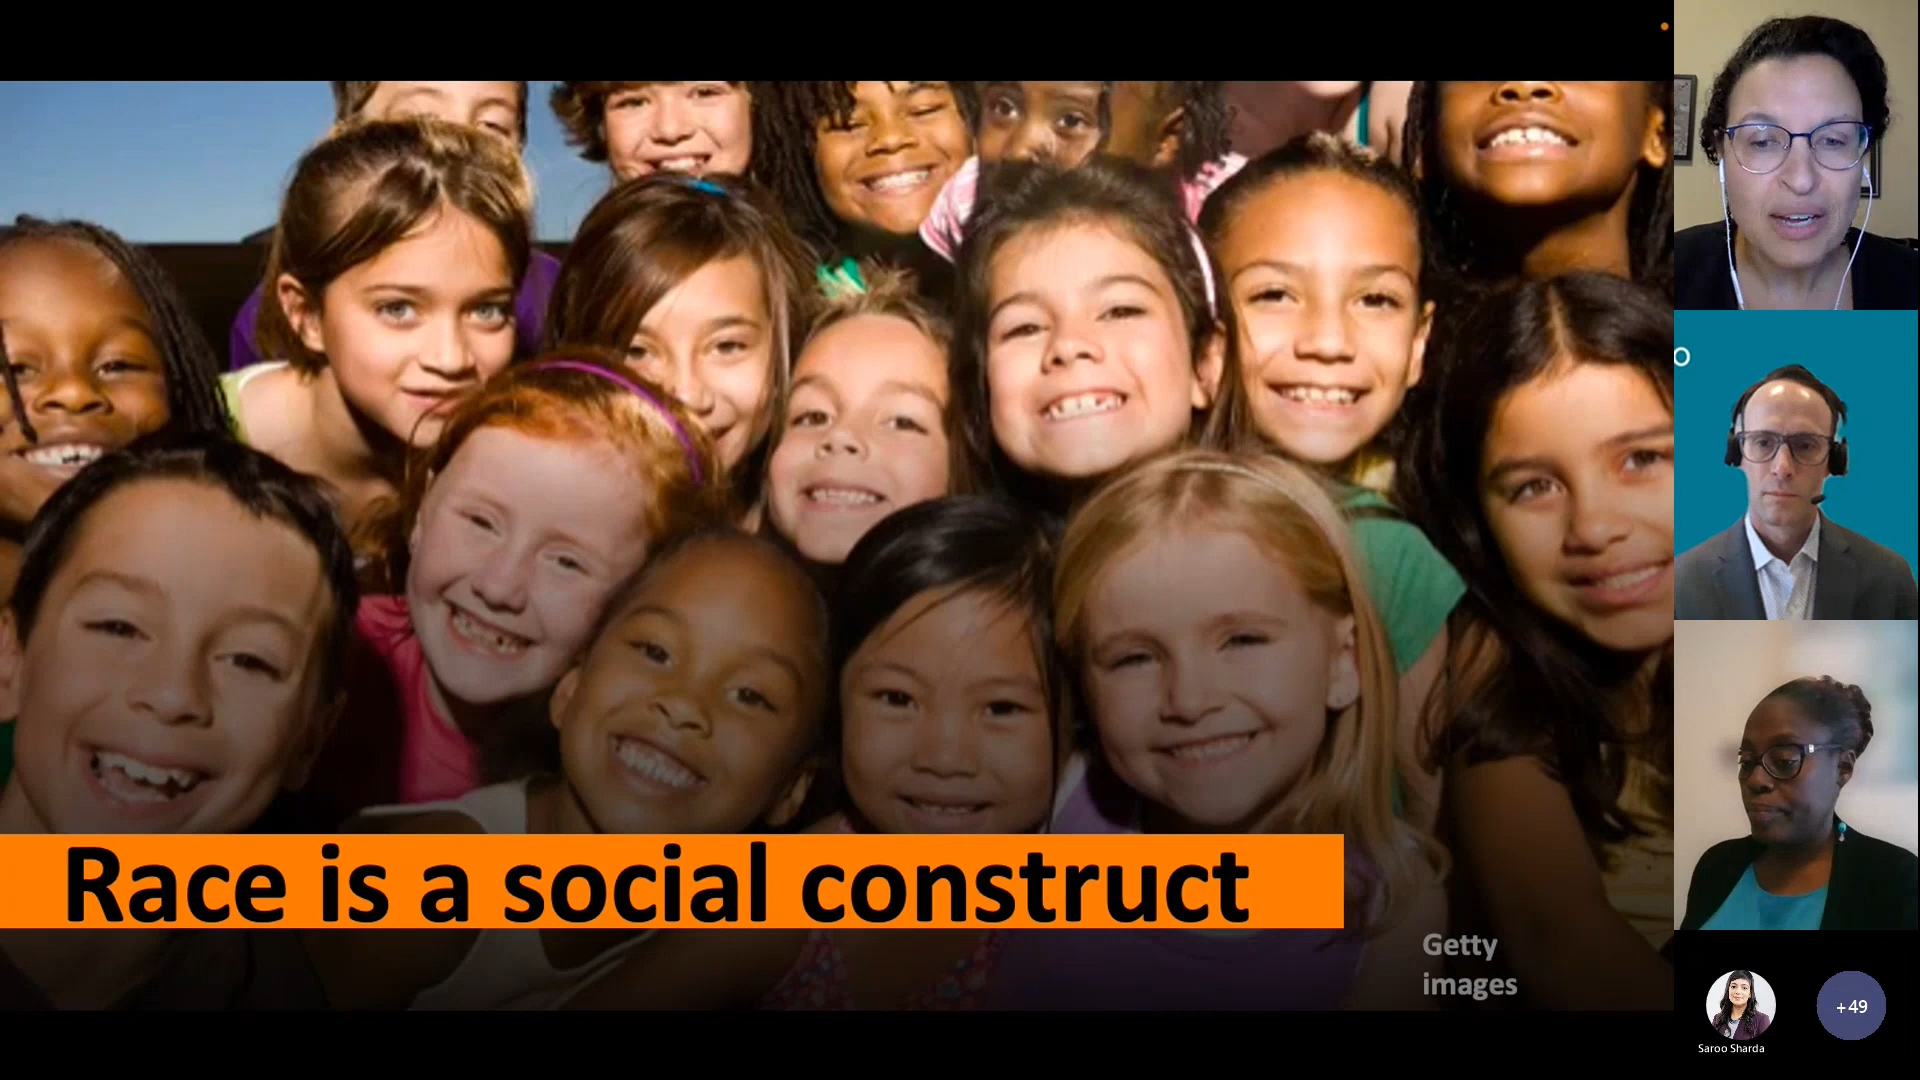 Race is a social construct
Getty
images
O
Saroo Sharda
+49